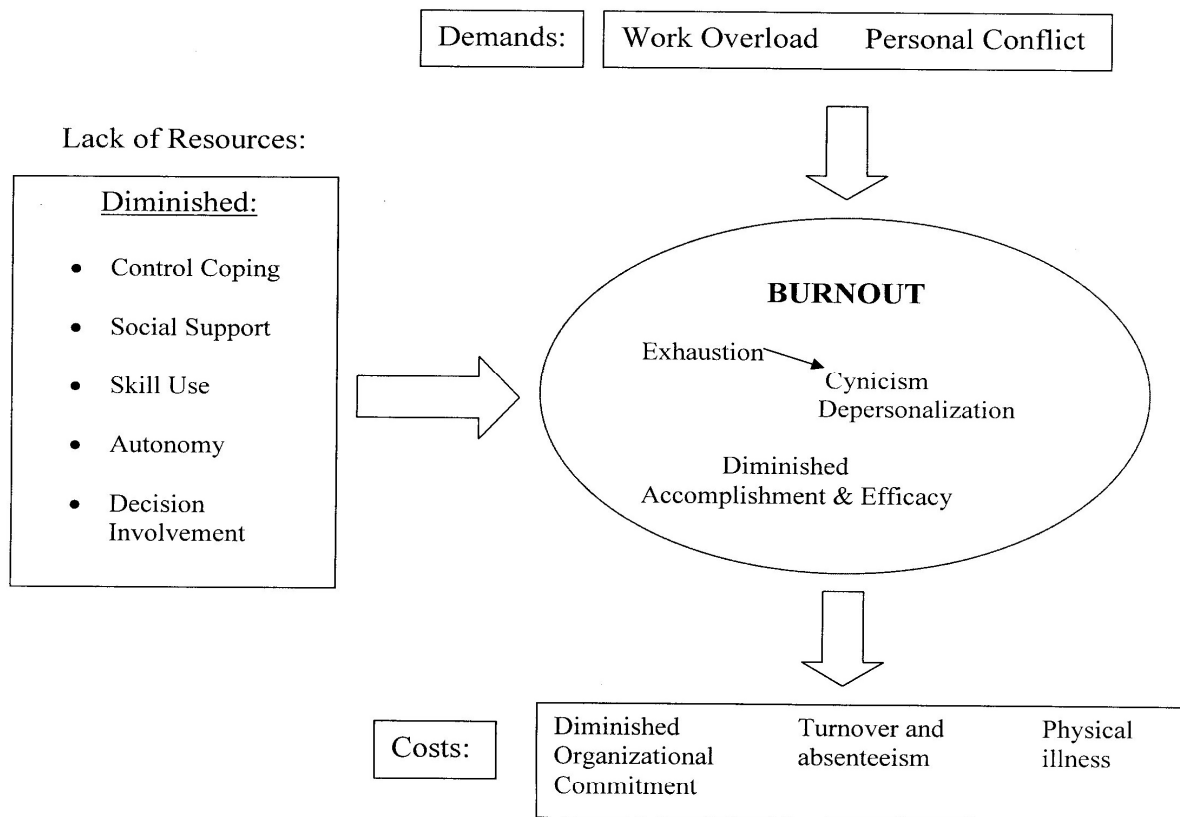 Demands: Work Overload Personal Conflict
Lack of Resources:
Diminished:
• Control Coping
• Social Support
• Skill Use
• Autonomy
• Decision
Involvement
BURNOUT
Exhaustion
Cynicism
Depersonalization
Diminished
Accomplishment & Efficacy
Costs:
Diminished
Organizational
Commitment
Turnover and
absenteeism
Physical
illness